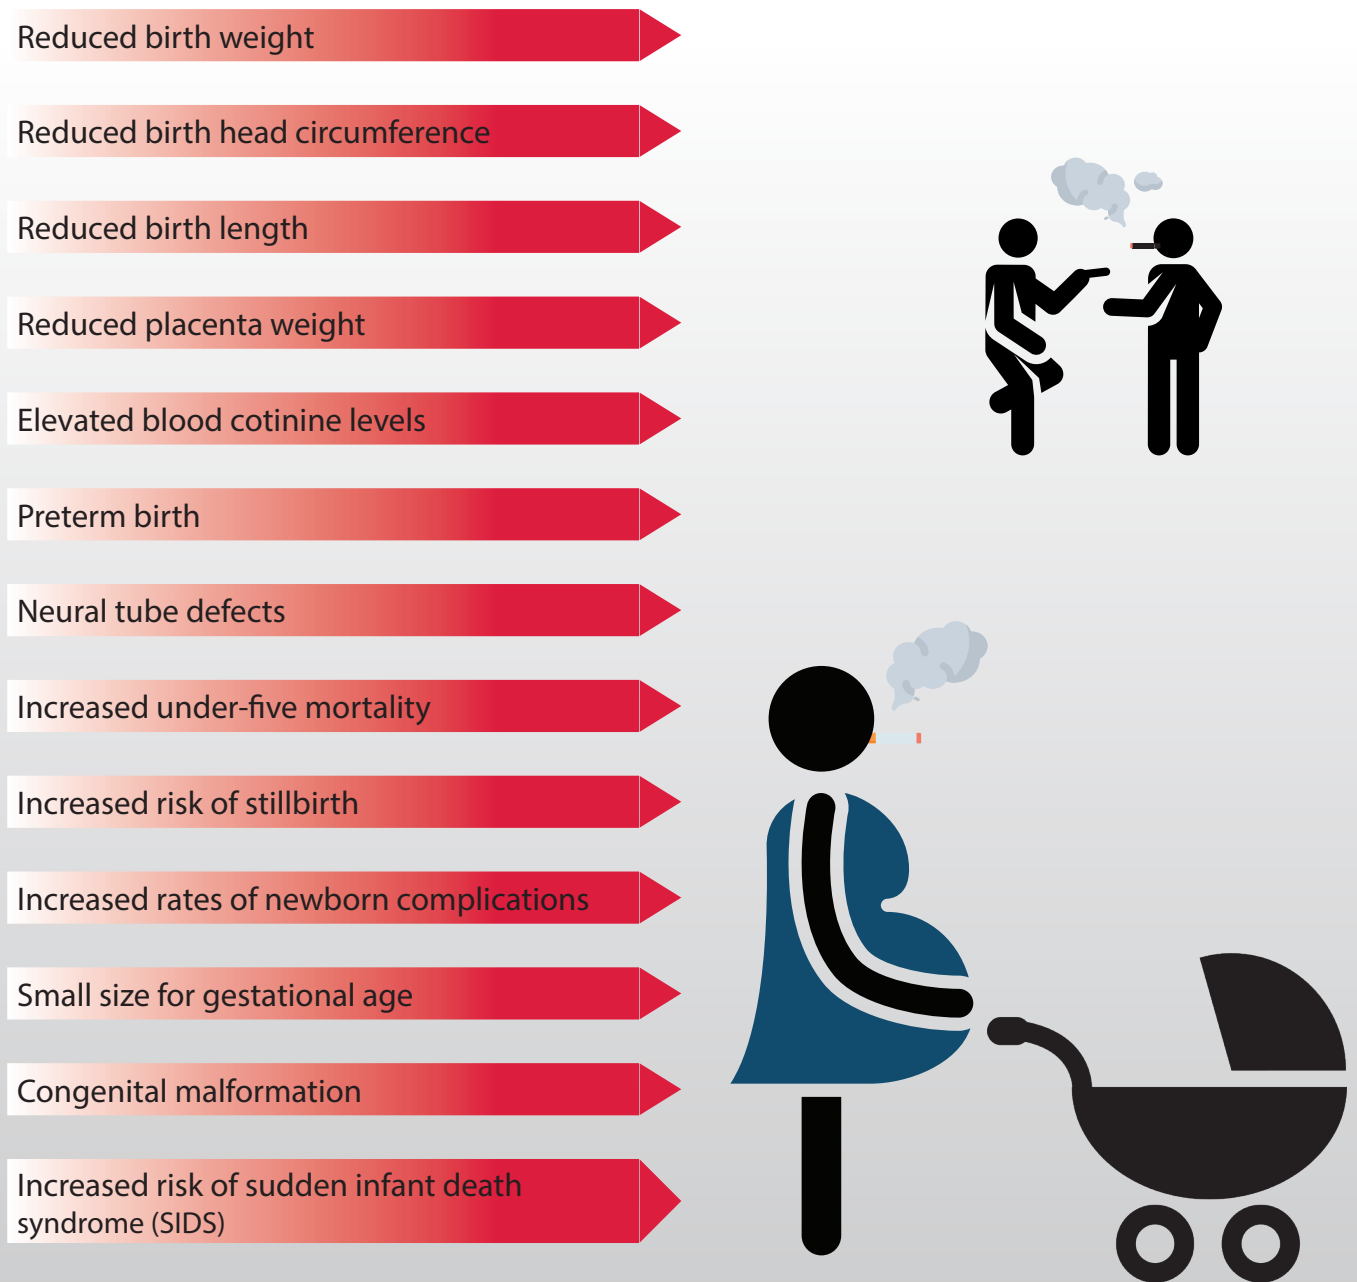 Reduced birth weight
Reduced birth head circumference
Reduced birth length
Reduced placenta weight
Elevated blood cotinine levels
Preterm birth
Neural tube defects
Increased under-five mortality
Increased risk of stillbirth
Increased rates of newborn complications
Small size for gestational age
Congenital malformation
Increased risk of sudden infant death
syndrome (SIDS)